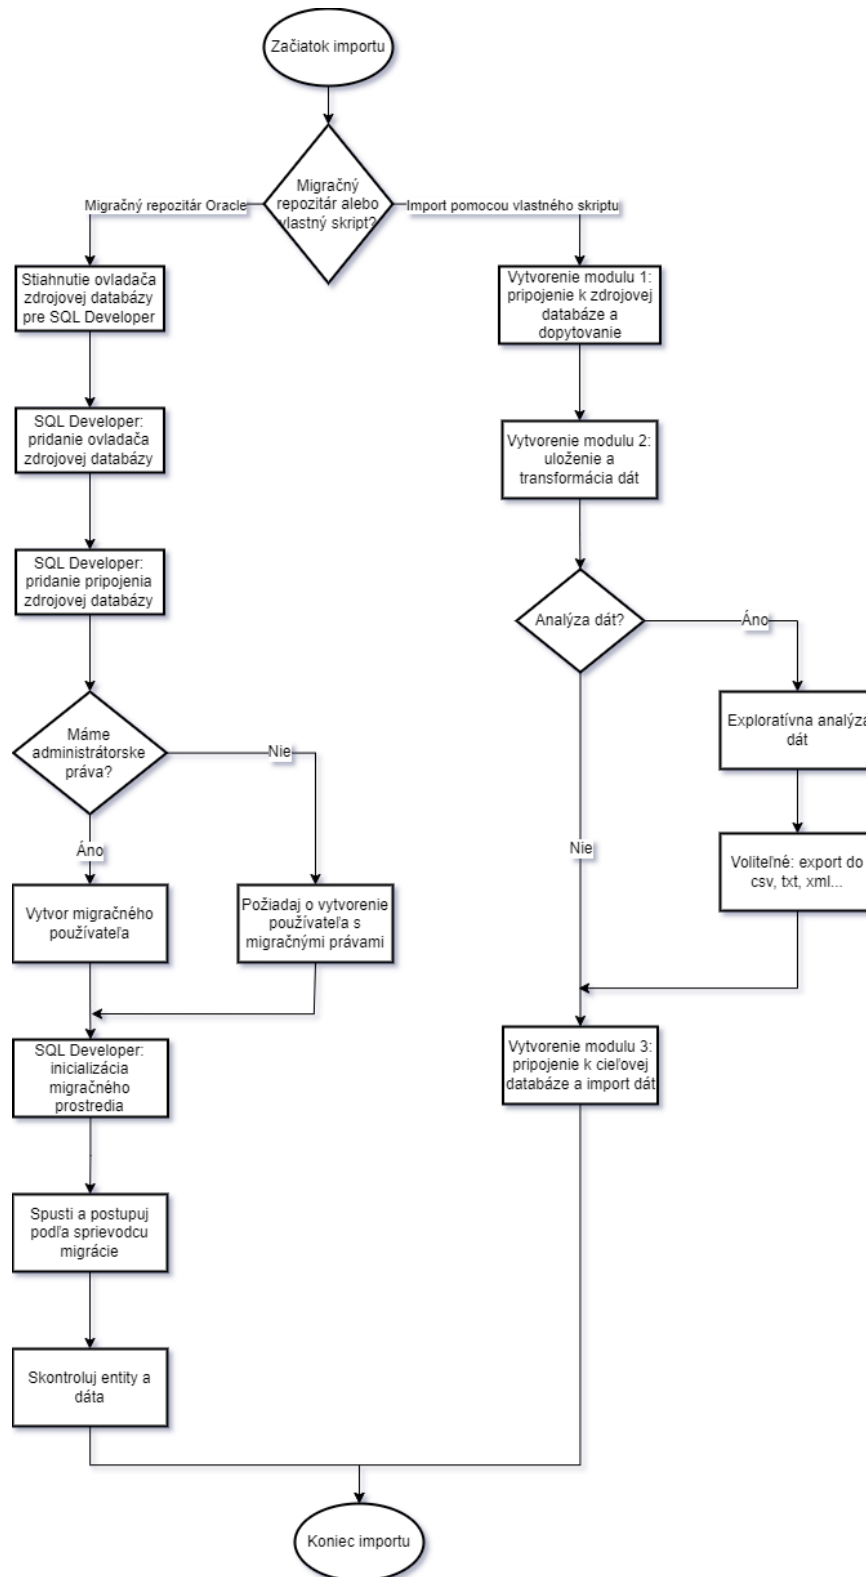 Začiatok importu
Migračný
repozitár alebo
vlastný skript?
Migračný repozitár Oracle
Import pomocou vlastného skriptu
Stiahnutie ovladača
zdrojovej databázy
pre SQL Developer
SQL Developer:
pridanie ovladača
zdrojovej databázy
SQL Developer:
pridanie pripojenia
zdrojovej databázy
Máme
administrátorske
práva?
Nie
Áno
Vytvor migračného
používateľa
Požiadaj o vytvorenie
používateľa s
migračnými právami
SQL Developer:
inicializácia
migračného
prostredia
Spusti a postupuj
podľa sprievodcu
migrácie
Skontroluj entity a
dáta
Vytvorenie modulu 1:
pripojenie k zdrojovej
databáze a
dopytovanie
Vytvorenie modulu 2:
uloženie a
transformácia dát
Analýza dát?
Áno
Nie
Exploratívna analýza
dát
Voliteľné: export do
csv, txt, xml...
Vytvorenie modulu 3:
pripojenie k cieľovej
databáze a import dát
Koniec importu